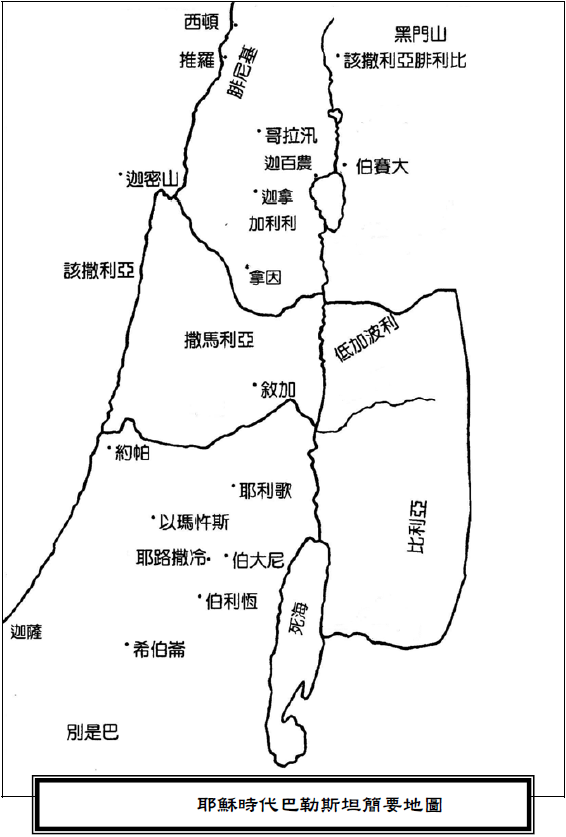 西頓
黑門山
推羅
腓尼基
該撒利亞腓利比
哥拉汛
迦百農
伯賽大
迦密山
迦拿
加利利
該撒利亞
拿因
撒馬利亞
低加波利
敘加
約帕
耶利歌
以瑪忤斯
比利亞
耶路撒冷
伯大尼
伯利恆
死海
迦薩
希伯崙
別是巴
耶穌時代巴勒斯坦簡要地圖